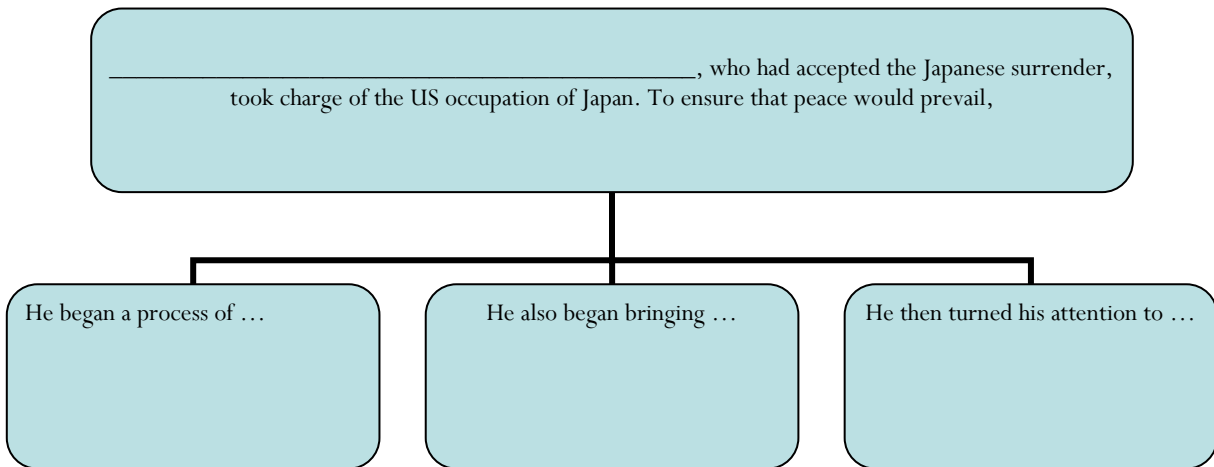 ______________________________________________, who had accepted the Japanese surrender,
took charge of the US occupation of Japan. To ensure that peace would prevail,
He began a process of …
He also began bringing …
He then turned his attention to …